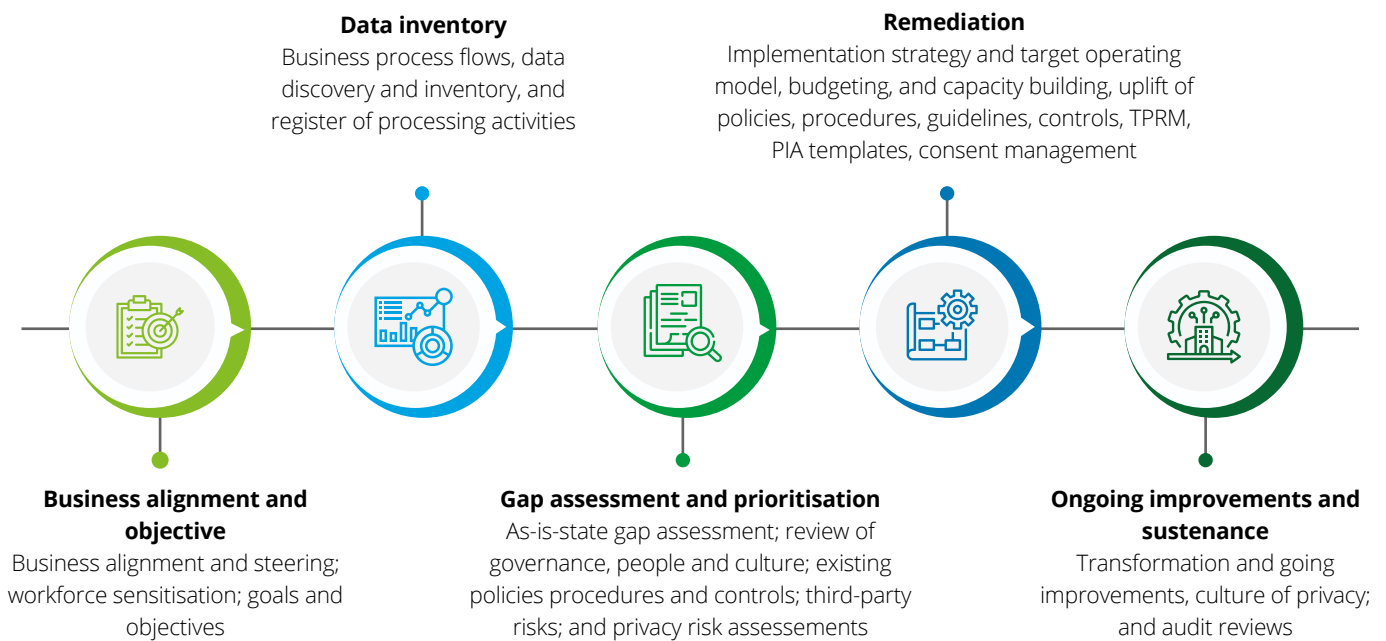 Data inventory
Business process flows, data
discovery and inventory, and
register of processing activities
Remediation
Implementation strategy and target operating
model, budgeting, and capacity building, uplift of
policies, procedures, guidelines, controls, TPRM,
PIA templates, consent management
Business alignment and
objective
Business alignment and steering;
workforce sensitisation; goals and
objectives
Gap assessment and prioritisation
As-is-state gap assessment; review of
governance, people and culture; existing
policies procedures and controls; third-party
risks; and privacy risk assessements
Ongoing improvements and
sustenance
Transformation and going
improvements, culture of privacy;
and audit reviews